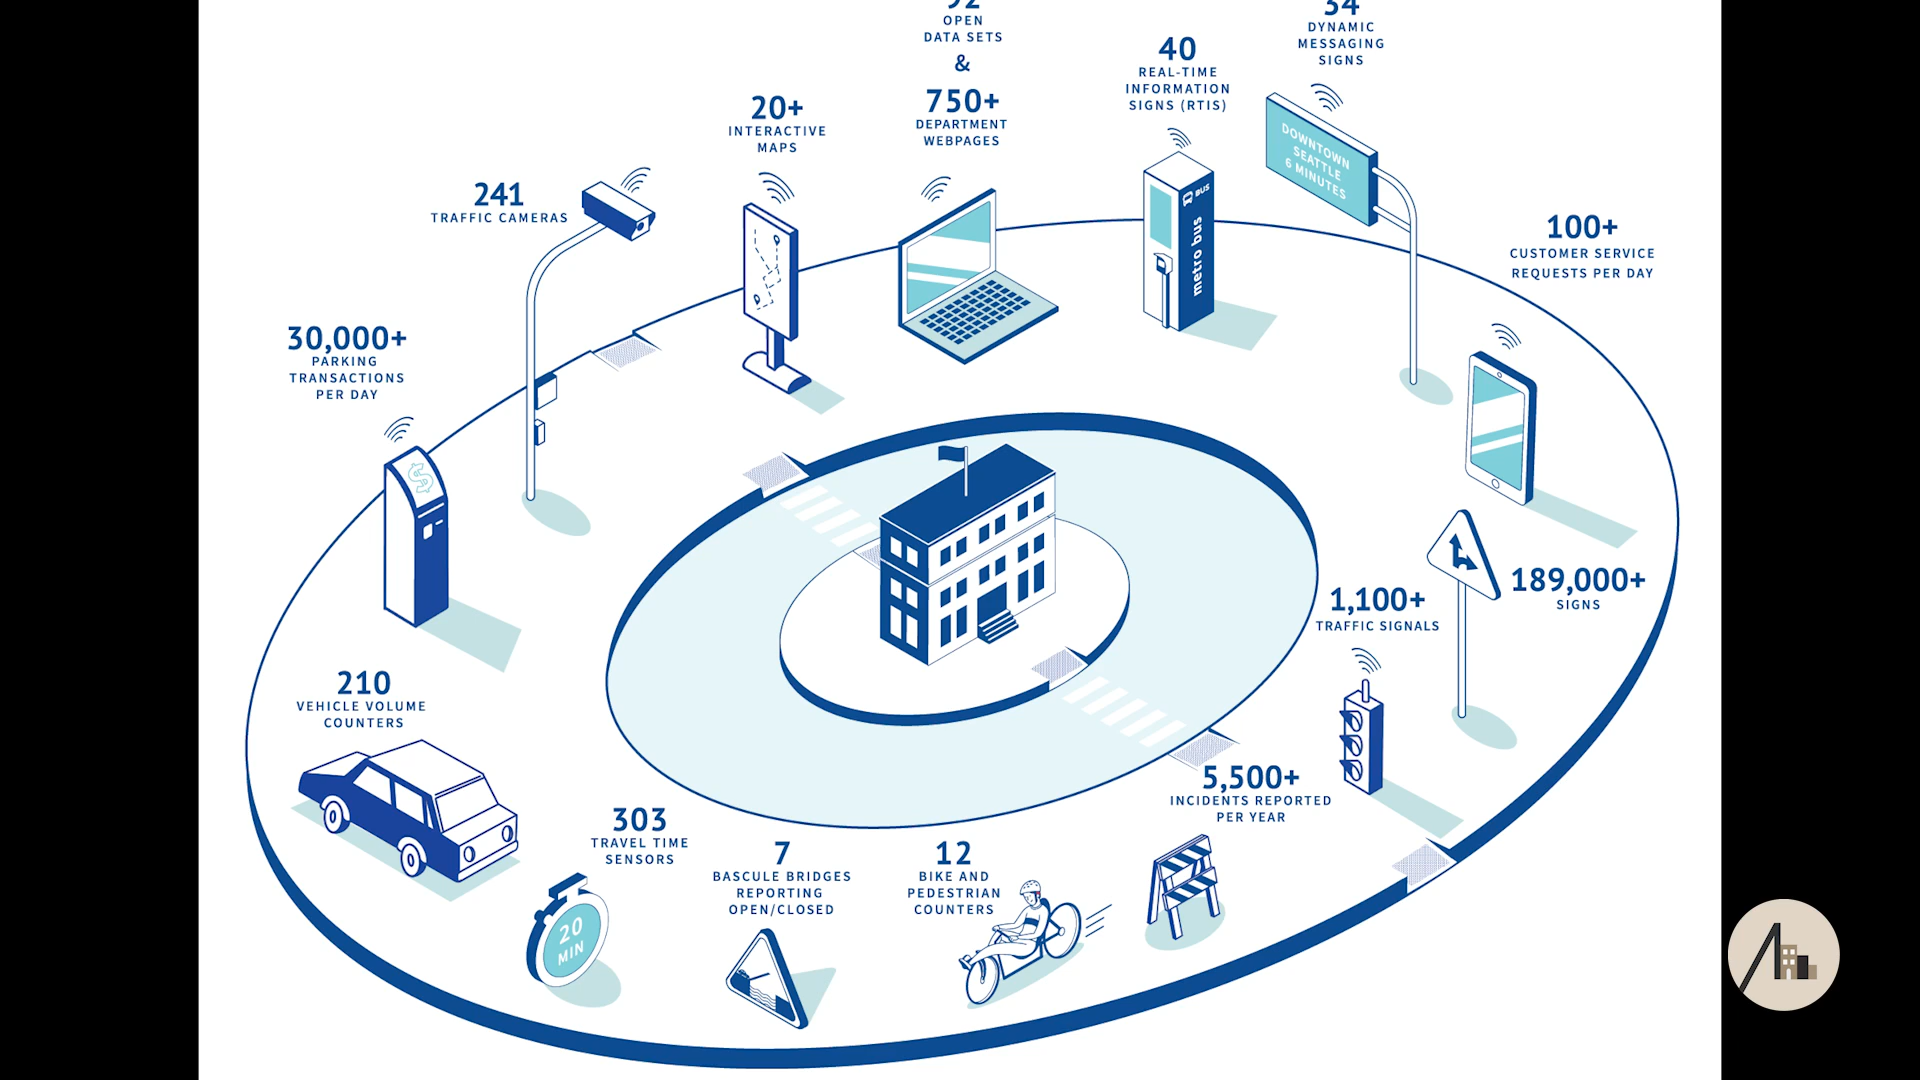 92
OPEN
DATA SETS
&
750+
DEPARTMENT
WEBPAGES
34
DYNAMIC
MESSAGING
SIGNS
40
REAL-TIME
INFORMATION
SIGNS (RTIS)
20+
INTERACTIVE
MAPS
241
TRAFFIC CAMERAS
DOWNTOWN
SEATTLE
6 MINUTES
BUS
metro bus
100+
CUSTOMER SERVICE
REQUESTS PER DAY
30,000+
PARKING
TRANSACTIONS
PER DAY
$
189,000+
SIGNS
1,100+
TRAFFIC SIGNALS
210
VEHICLE VOLUME
COUNTERS
5,500+
INCIDENTS REPORTED
PER YEAR
303
TRAVEL TIME
SENSORS
20
MIN
7
BASCULE BRIDGES
REPORTING
OPEN/CLOSED
12
BIKE AND
PEDESTRIAN
COUNTERS